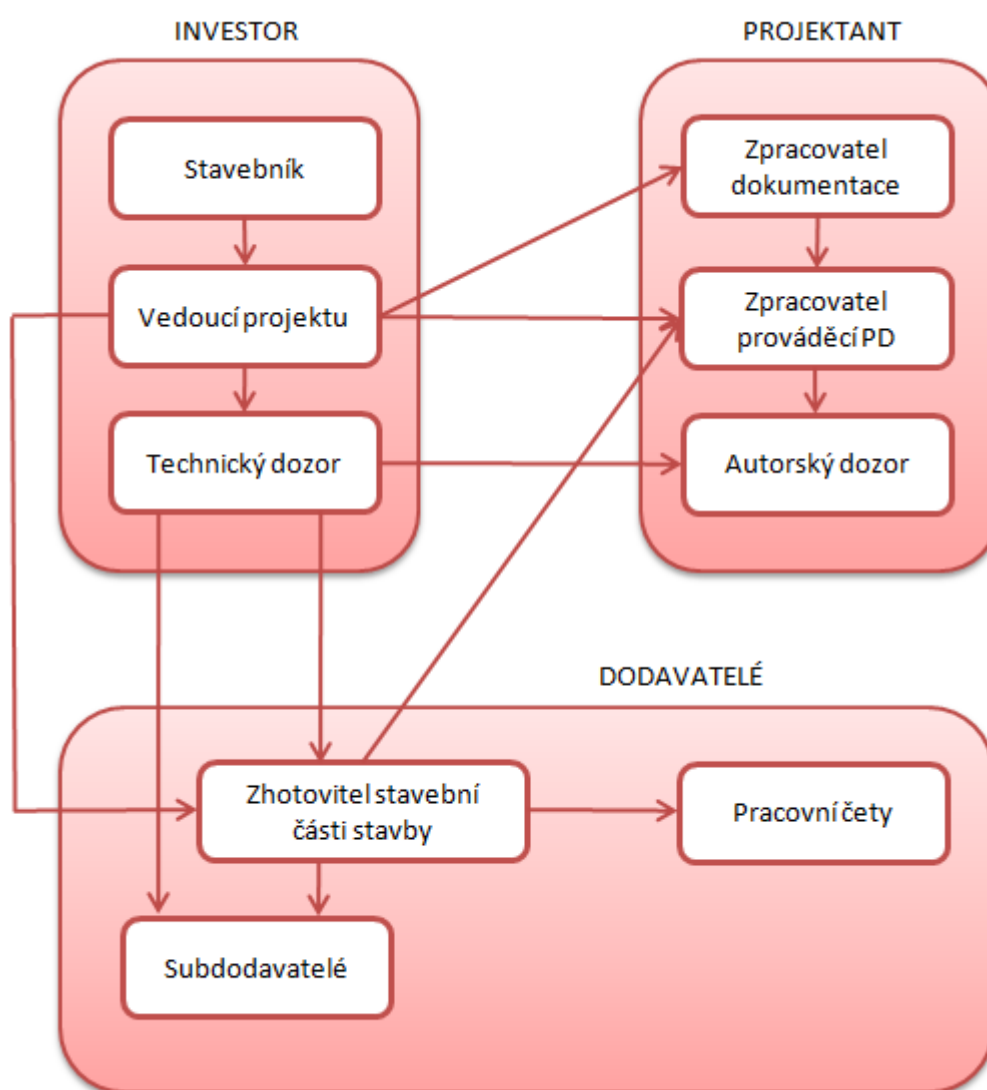 INVESTOR
PROJEKTANT
Stavebník
Zpracovatel
dokumentace
Vedoucí projektu
Zpracovatel
prováděcí PD
Technický dozor
Autorský dozor
DODAVATELÉ
Zhotovitel stavební
části stavby
Pracovní čety
Subdodavatelé